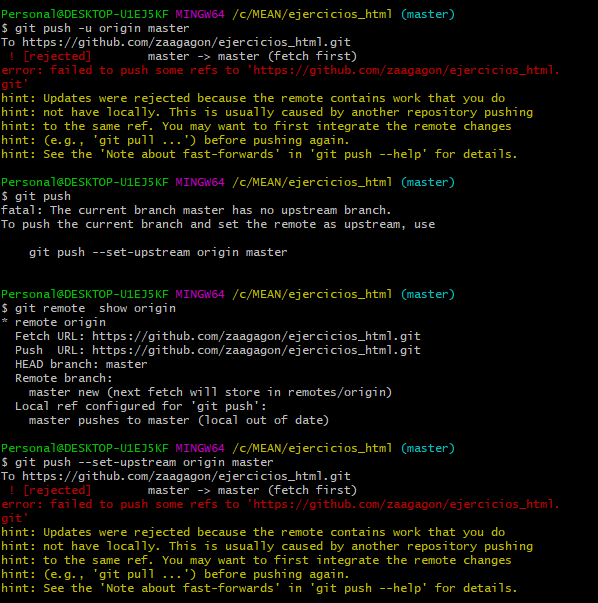 Personal@DESKTOP-U1EJ5KF MINGW64 /c/MEAN/ejercicios_html (master)
$ git push -u origin master
To https://github.com/zaagagon/ejercicios_html.git
 ! [rejected]        master -> master (fetch first)
error: failed to push some refs to 'https://github.com/zaagagon/ejercicios_html.
git'
hint: Updates were rejected because the remote contains work that you do
hint: not have locally. This is usually caused by another repository pushing
hint: to the same ref. You may want to first integrate the remote changes
hint: (e.g., 'git pull ...') before pushing again.
hint: See the 'Note about fast-forwards' in 'git push --help' for details.

Personal@DESKTOP-U1EJ5KF MINGW64 /c/MEAN/ejercicios_html (master)
$ git push
fatal: The current branch master has no upstream branch.
To push the current branch and set the remote as upstream, use

    git push --set-upstream origin master


Personal@DESKTOP-U1EJ5KF MINGW64 /c/MEAN/ejercicios_html (master)
$ git remote  show origin
* remote origin
  Fetch URL: https://github.com/zaagagon/ejercicios_html.git
  Push  URL: https://github.com/zaagagon/ejercicios_html.git
  HEAD branch: master
  Remote branch:
    master new (next fetch will store in remotes/origin)
  Local ref configured for 'git push':
    master pushes to master (local out of date)

Personal@DESKTOP-U1EJ5KF MINGW64 /c/MEAN/ejercicios_html (master)
$ git push --set-upstream origin master
To https://github.com/zaagagon/ejercicios_html.git
 ! [rejected]        master -> master (fetch first)
error: failed to push some refs to 'https://github.com/zaagagon/ejercicios_html.
git'
hint: Updates were rejected because the remote contains work that you do
hint: not have locally. This is usually caused by another repository pushing
hint: to the same ref. You may want to first integrate the remote changes
hint: (e.g., 'git pull ...') before pushing again.
hint: See the 'Note about fast-forwards' in 'git push --help' for details.